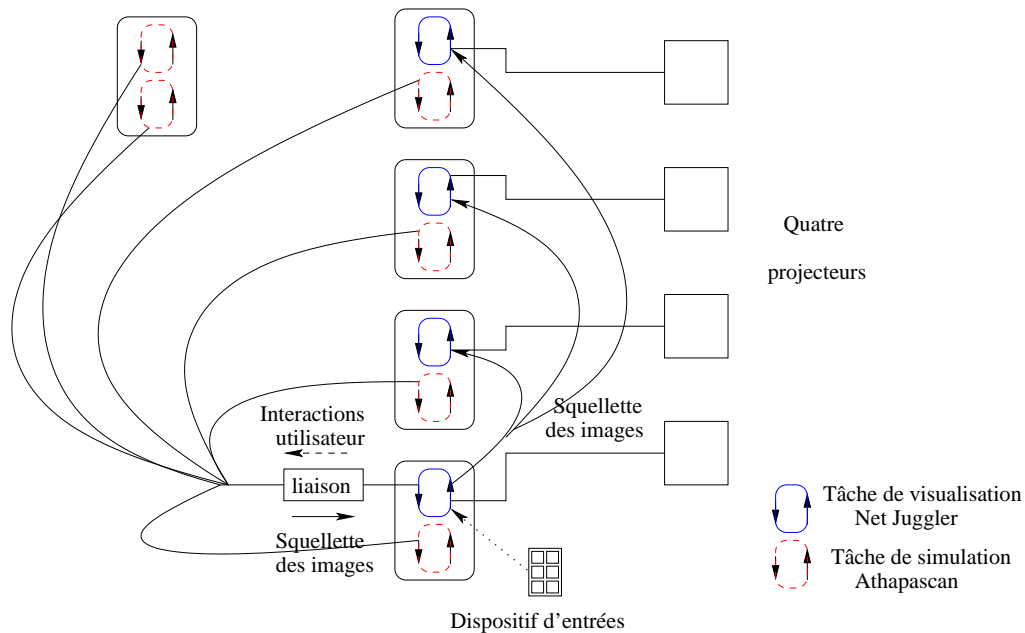 Quatre
projecteurs
Interactions
utilisateur
Squellette
des images
liaison
Squellette
des images
Tâche de visualisation
Net Juggler
Tâche de simulation
Athapascan
Dispositif d'entrées